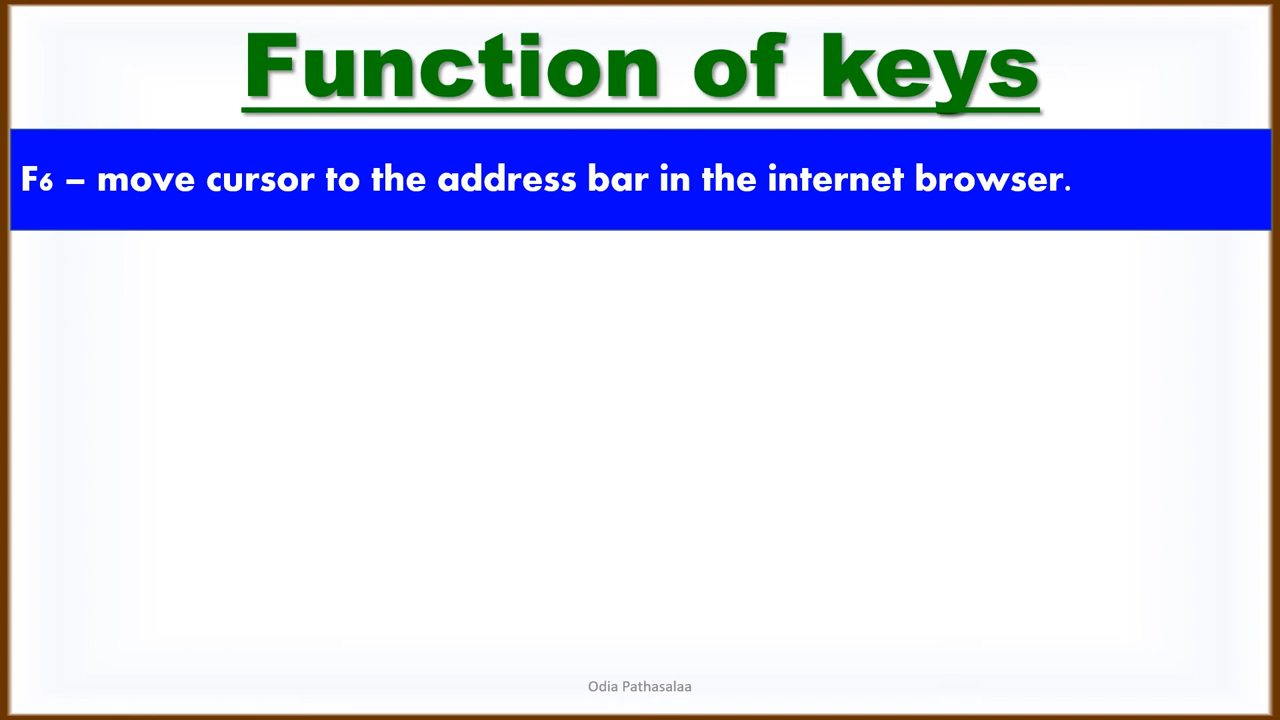 Function of keys
F6 – move cursor to the address bar in the internet browser.
Odia Pathasalaa